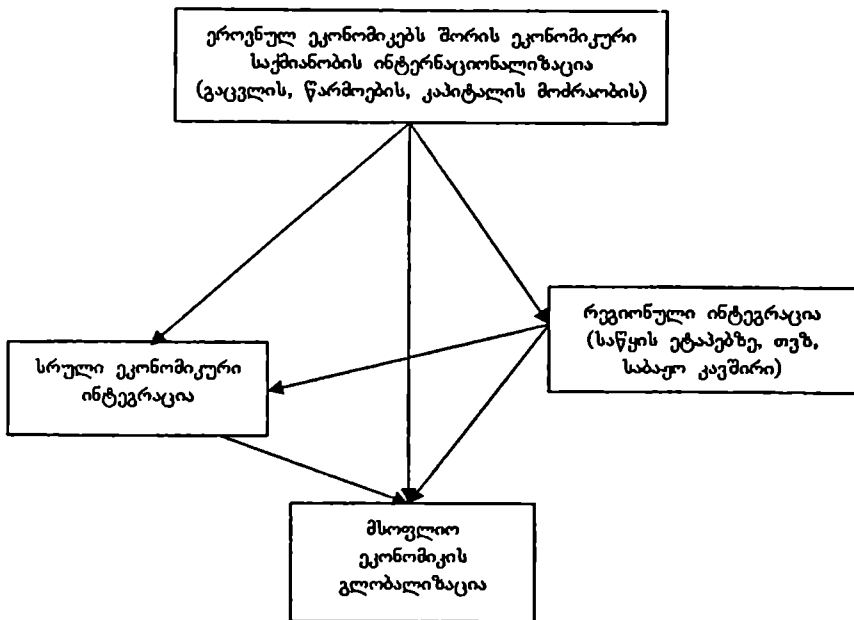 ეროვნულ ეკონომიკებს შორის ეკონომიკური
საქმიანობის ინტერნაციონალიზაცია
(გაცვლის, წარმოების, კაპიტალის მოძრაობის)
რეგიონული ინტეგრაცია
(საწყის ეტაპებზე, თვზ,
საბაჟო კავშირი)
სრული ეკონომიკური
ინტეგრაცია
მსოფლიო
ეკონომიკის
გლობალიზაცია